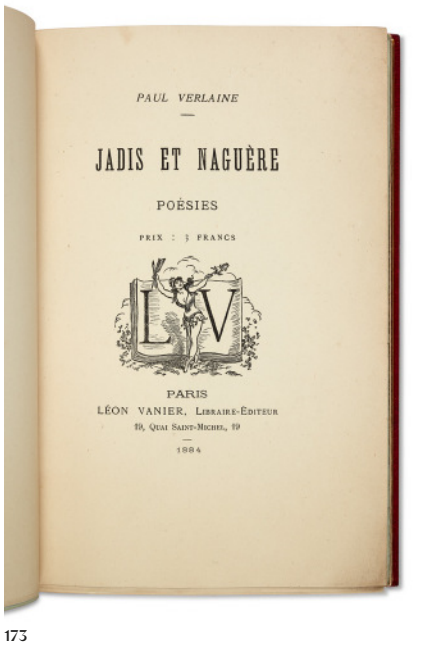 PAUL VERLAINE
JADIS ET NAGUÈRE
POÉSIES
PRIX : 3 FRANCS
L V
PARIS
LÉON VANIER, LIBRAIRE-ÉDITEUR
19, QUAI SAINT-MICHEL, 19
1884
173